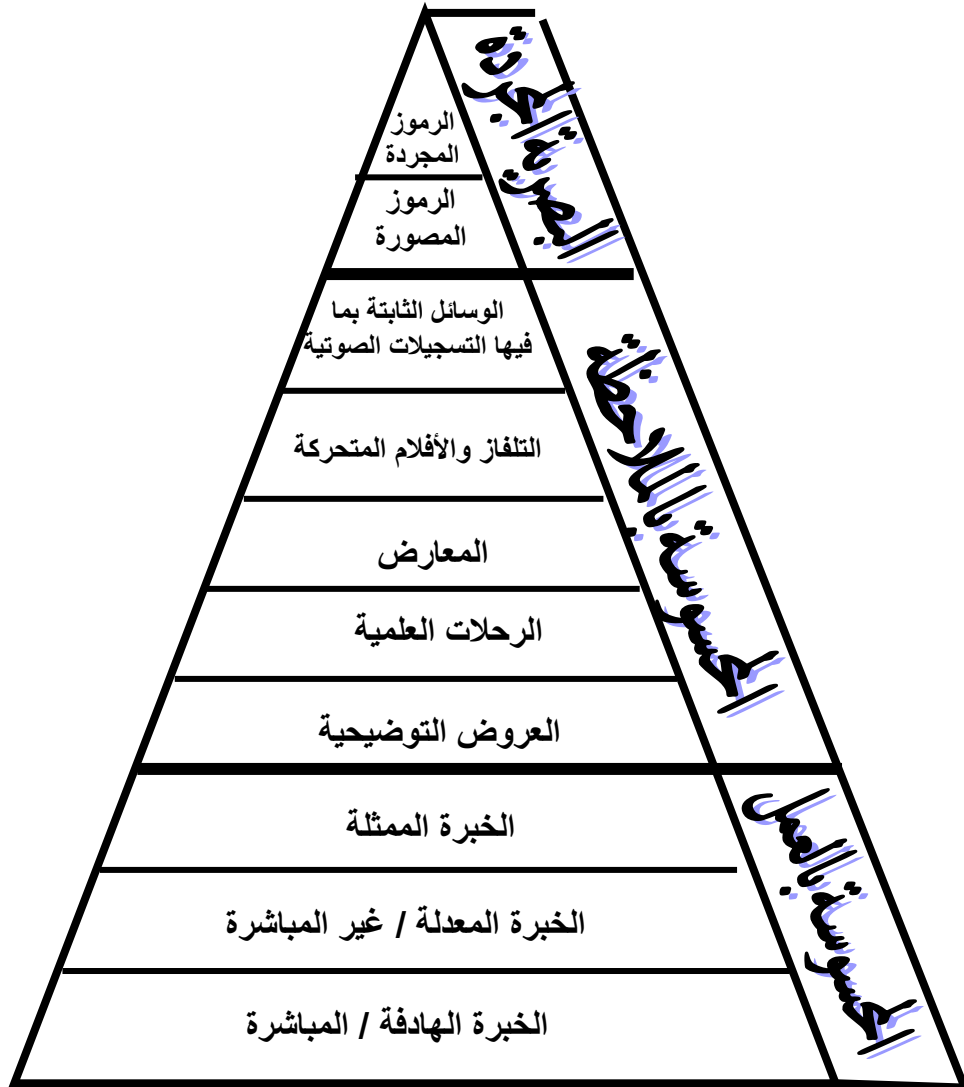 الرموز
المجردة
الرموز
المصورة
البصرية المجردة
الوسائل الثابتة بما
فيها التسجيلات الصوتية
التلفاز والأفلام المتحركة
المعارض
الرحلات العلمية
العروض التوضيحية
المحسوسة بالملاحظة
الخبرة الممثلة
الخبرة المعدلة / غير المباشرة
الخبرة الهادفة / المباشرة
المحسوسة بالعمل